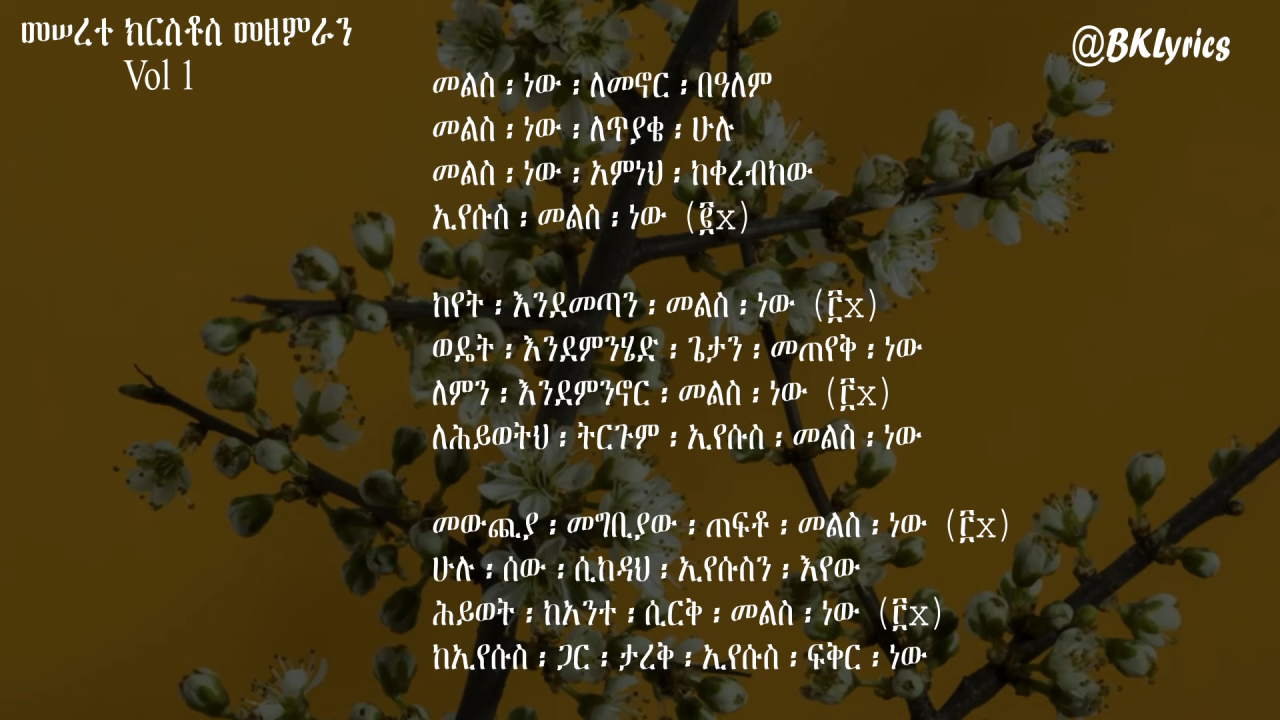 መሠረተ ክርስቶስ መዘምራን
Vol 1
@BKLyrics
መልስ ፡ ነው ፡ ለመኖር ፡ በዓለም
መልስ ፡ ነው ፡ ለጥያቄ ፡ ሁሉ
መልስ ፡ ነው ፡ አምነህ ፡ ከቀረብከው
ኢየሱስ ፡ መልስ ፡ ነው (፪x)
ከየት ፡ እንደመጣን ፡ መልስ ፡ ነው (፫x)
ወዴት ፡ እንደምንሄድ ፡ ጌታን ፡ መጠየቅ ፡ ነው
ለምን ፡ እንደምንኖር ፡ መልስ ፡ ነው (፫x)
ለሕይወትህ ፡ ትርጉም ፡ ኢየሱስ ፡ መልስ ፡ ነው
መውጪያ ፡ መግቢያው ፡ ጠፍቶ ፡ መልስ ፡ ነው (፫x)
ሁሉ ፡ ሰው ፡ ሲከዳህ ፡ ኢየሱስን ፡ እየው
ሕይወት ፡ ከአንተ ፡ ሲርቅ ፡ መልስ ፡ ነው (፫x)
ከኢየሱስ ፡ ጋር ፡ ታረቅ ፡ ኢየሱስ ፡ ፍቅር ፡ ነው